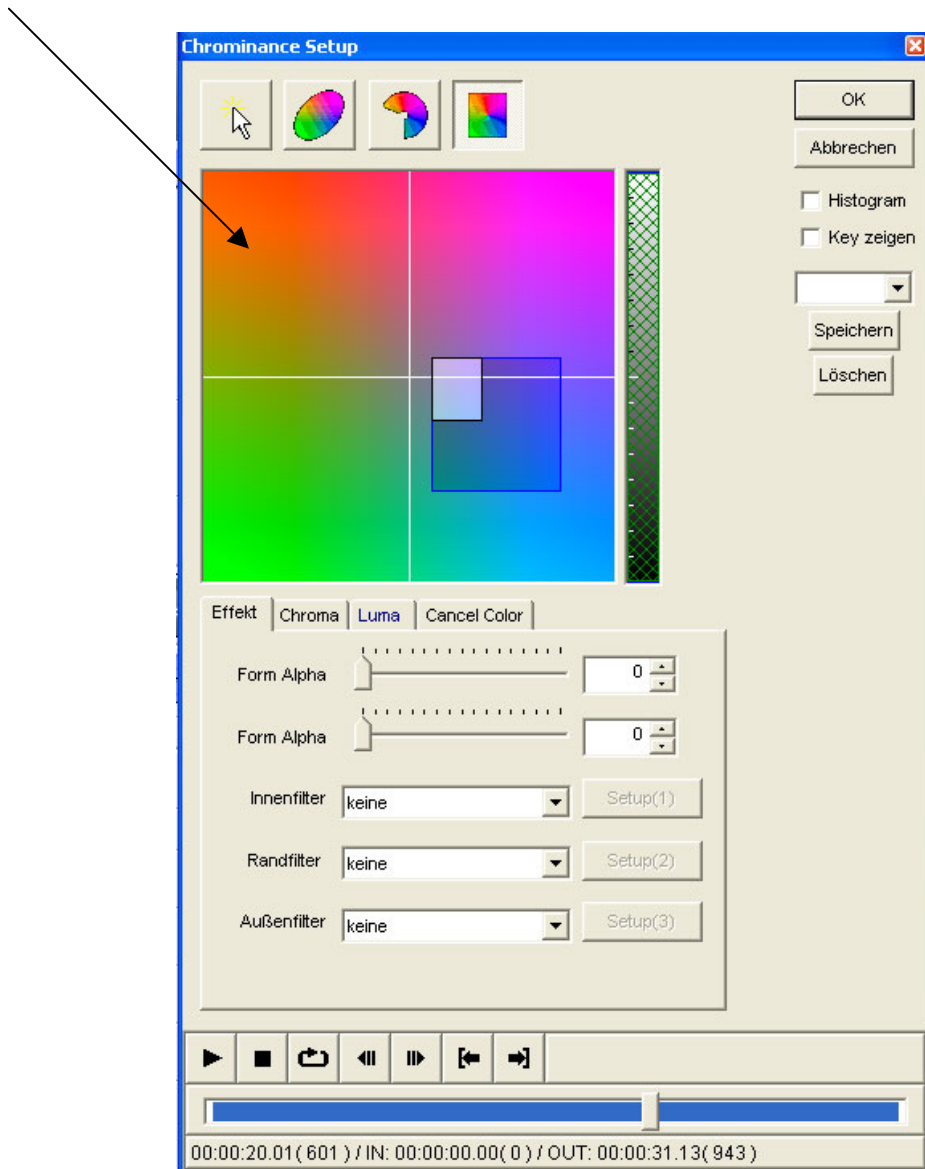 Chrominance Setup
OK
Abbrechen
Histogram
Key zeigen
Speichern
Löschen
Effekt Chroma Luma Cancel Color
Form Alpha 0
Form Alpha 0
Innenfilter keine Setup(1)
Randfilter keine Setup(2)
Außenfilter keine Setup(3)
00:00:20.01( 601 ) / IN: 00:00:00.00( 0 ) / OUT: 00:00:31.13( 943 )